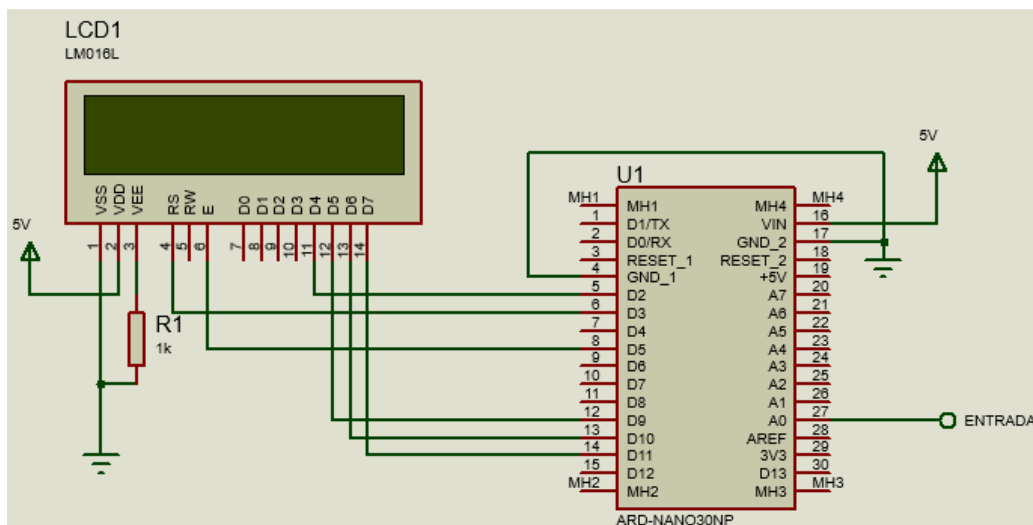 LCD1
LM016L
5V
VSS
VDD
VEE
RS
RW
E
D0
D1
D2
D3
D4
D5
D6
D7
1
2
3
4
5
6
7
8
9
10
11
12
13
14
R1
1k
U1
5V
MH1 MH1 MH4 MH4
1 D1/TX VIN 16
2 D0/RX GND_2 17
3 RESET_1 RESET_2 18
4 GND_1 +5V 19
5 D2 A7 20
6 D3 A6 21
7 D4 A5 22
8 D5 A4 23
9 D6 A3 24
10 D7 A2 25
11 D8 A1 26
12 D9 A0 27 ENTRADA
13 D10 AREF 28
14 D11 3V3 29
15 D12 D13 30
MH2 MH2 MH3 MH3
ARD-NANO30NP